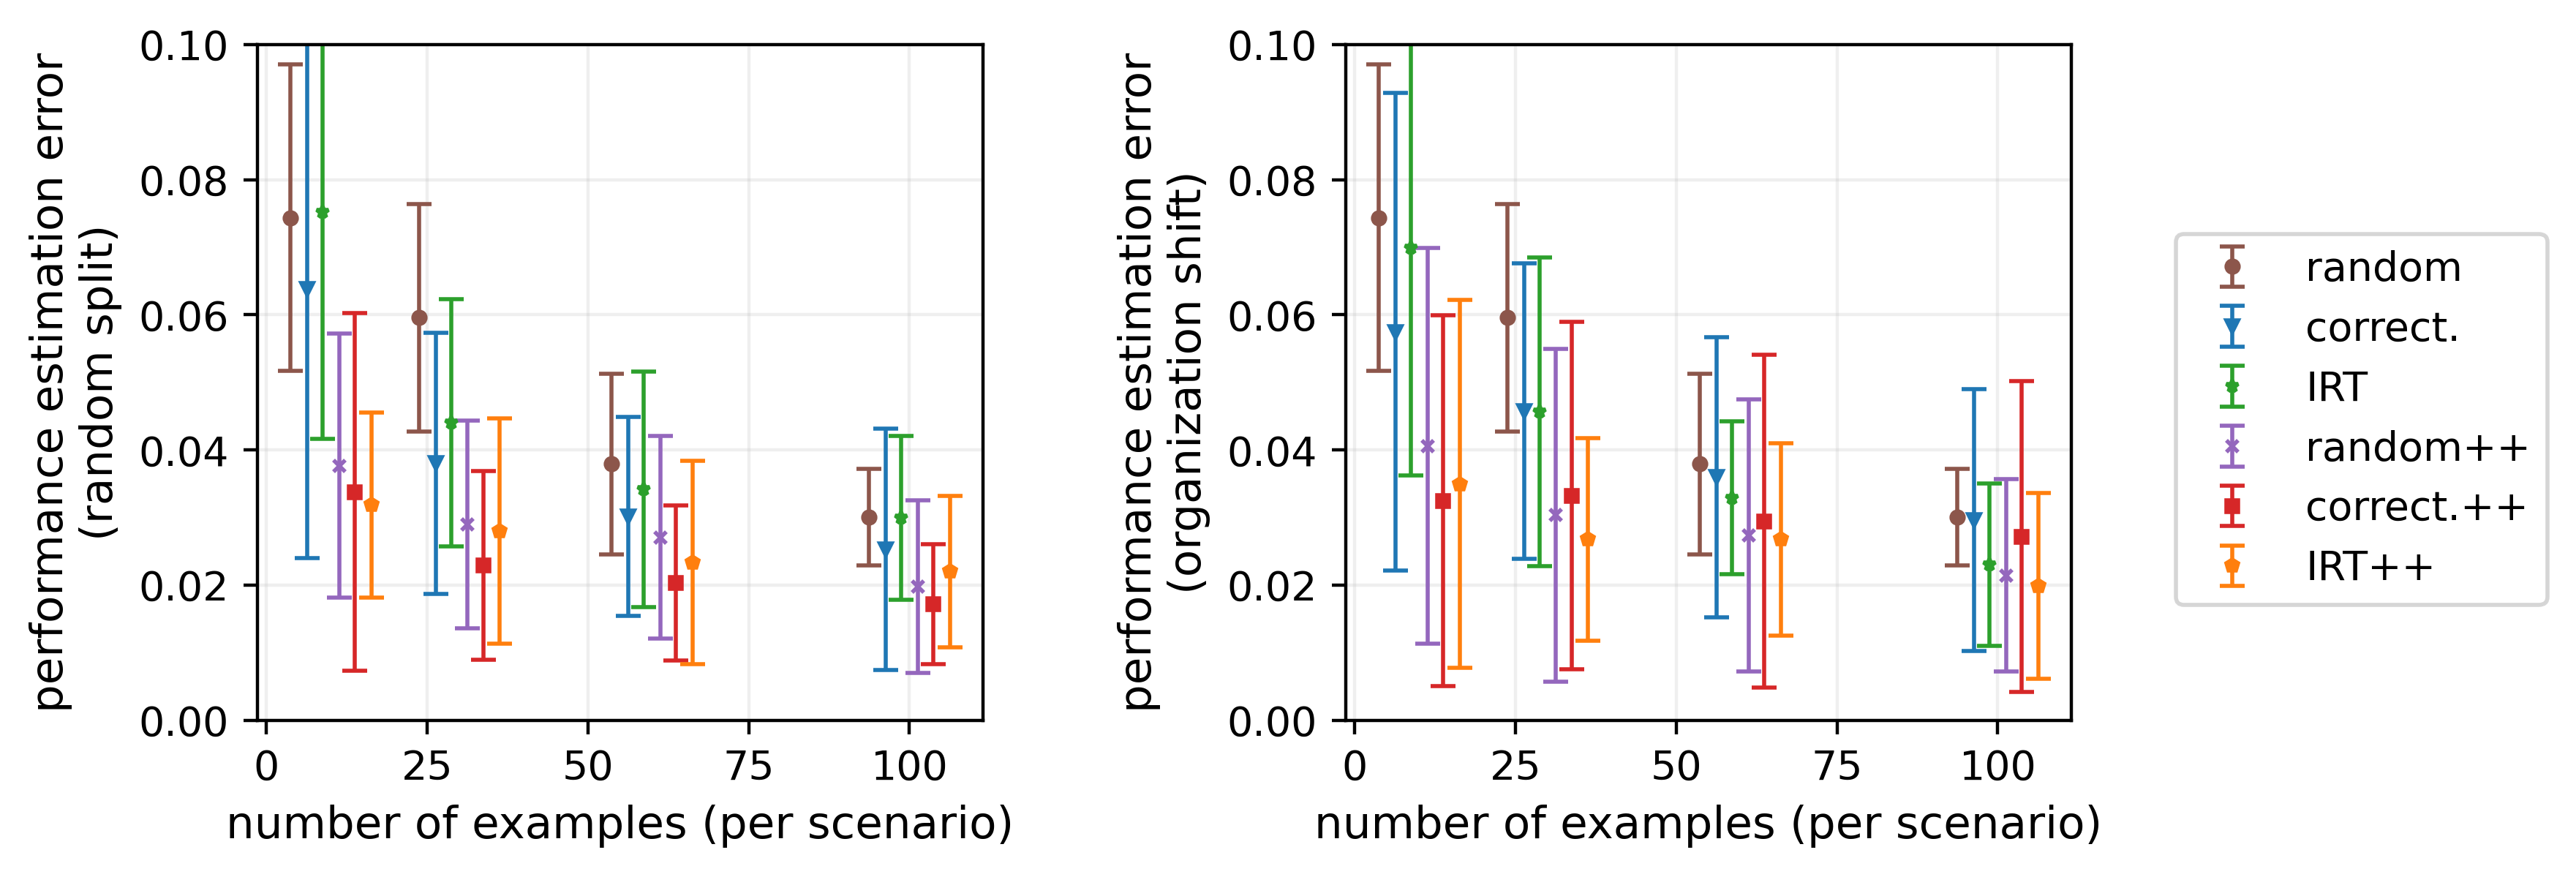 performance estimation error
(random split)
0.10
0.08
0.06
0.04
0.02
0.00
0
25
50
75
100
number of examples (per scenario)
performance estimation error
(organization shift)
0.10
0.08
0.06
0.04
0.02
0.00
0
25
50
75
100
number of examples (per scenario)
random
correct.
IRT
random++
correct.++
IRT++